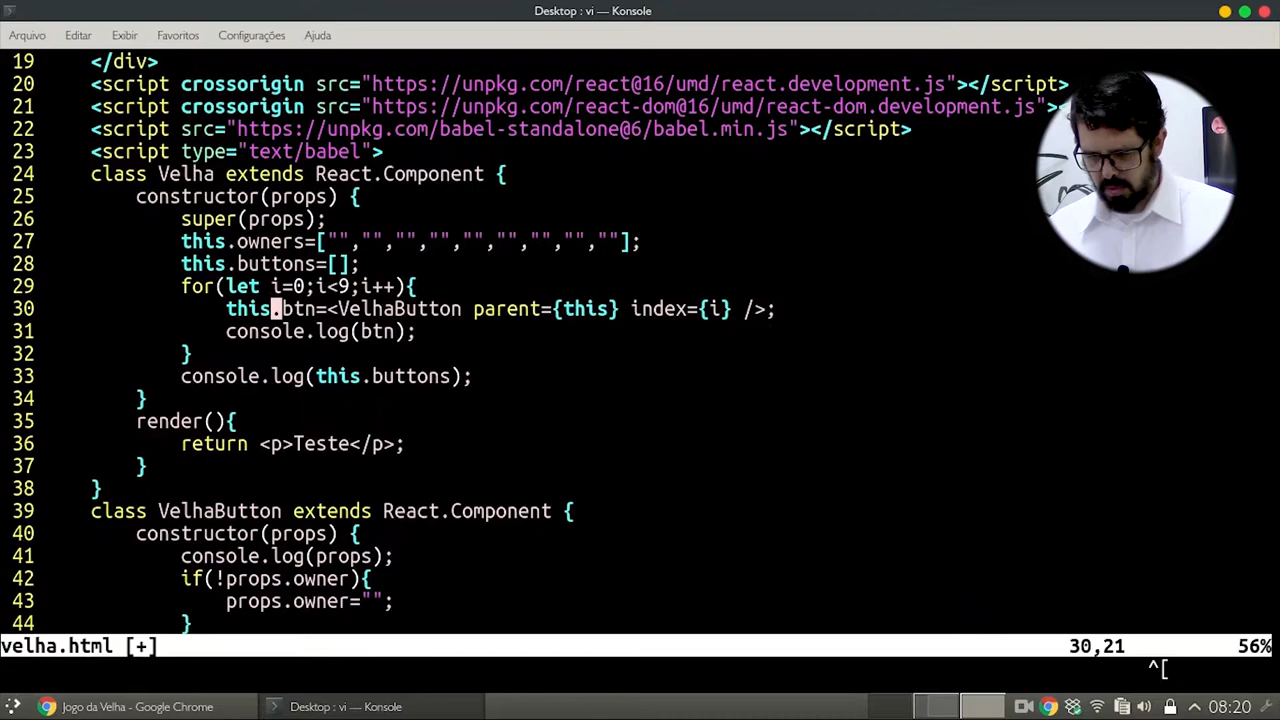 Desktop : vi — Konsole
Arquivo Editar Exibir Favoritos Configurações Ajuda
19 </div>
20 <script crossorigin src="https://unpkg.com/react@16/umd/react.development.js"></script>
21 <script crossorigin src="https://unpkg.com/react-dom@16/umd/react-dom.development.js"><
22 <script src="https://unpkg.com/babel-standalone@6/babel.min.js"></script>
23 <script type="text/babel">
24 class Velha extends React.Component {
25 constructor(props) {
26 super(props);
27 this.owners=["","","","","","","","",""];
28 this.buttons=[];
29 for(let i=0;i<9;i++){
30 this.btn=<VelhaButton parent={this} index={i} />;
31 console.log(btn);
32 }
33 console.log(this.buttons);
34 }
35 render(){
36 return <p>Teste</p>;
37 }
38 }
39 class VelhaButton extends React.Component {
40 constructor(props) {
41 console.log(props);
42 if(!props.owner){
43 props.owner="";
44 }
velha.html [+] 30,21 56%
^[
Jogo da Velha - Google Chrome Desktop : vi — Konsole 08:20